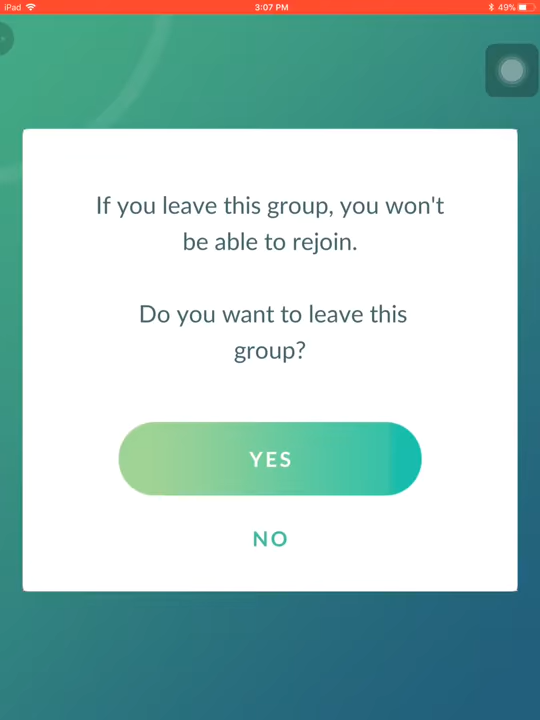 iPad 3:07 PM 49%
If you leave this group, you won't
be able to rejoin.
Do you want to leave this
group?
YES
NO